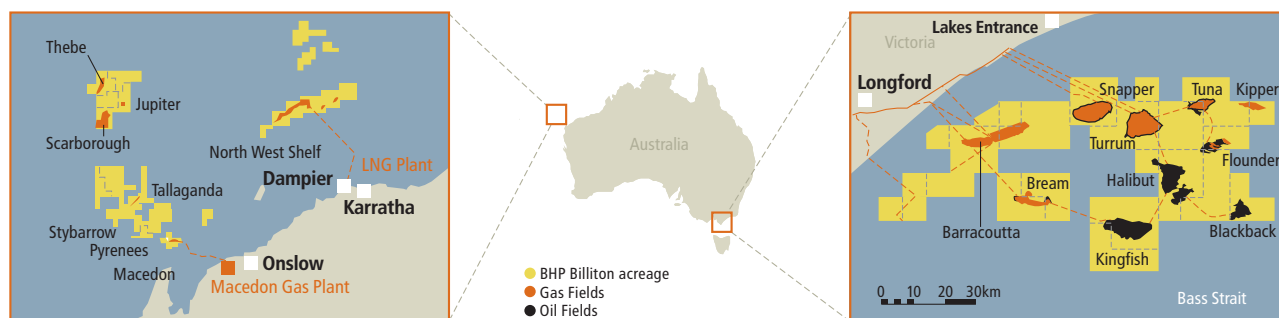 Thebe
Jupiter
Scarborough
North West Shelf
LNG Plant
Dampier
Karratha
Tallaganda
Stybarrow
Pyrenees
Macedon
Onslow
Macedon Gas Plant
Australia
BHP Billiton acreage
Gas Fields
Oil Fields
Lakes Entrance
Victoria
Longford
Snapper
Tuna
Kipper
Turrum
Flounder
Halibut
Bream
Barracoutta
Blackback
Kingfish
0 10 20 30km
Bass Strait